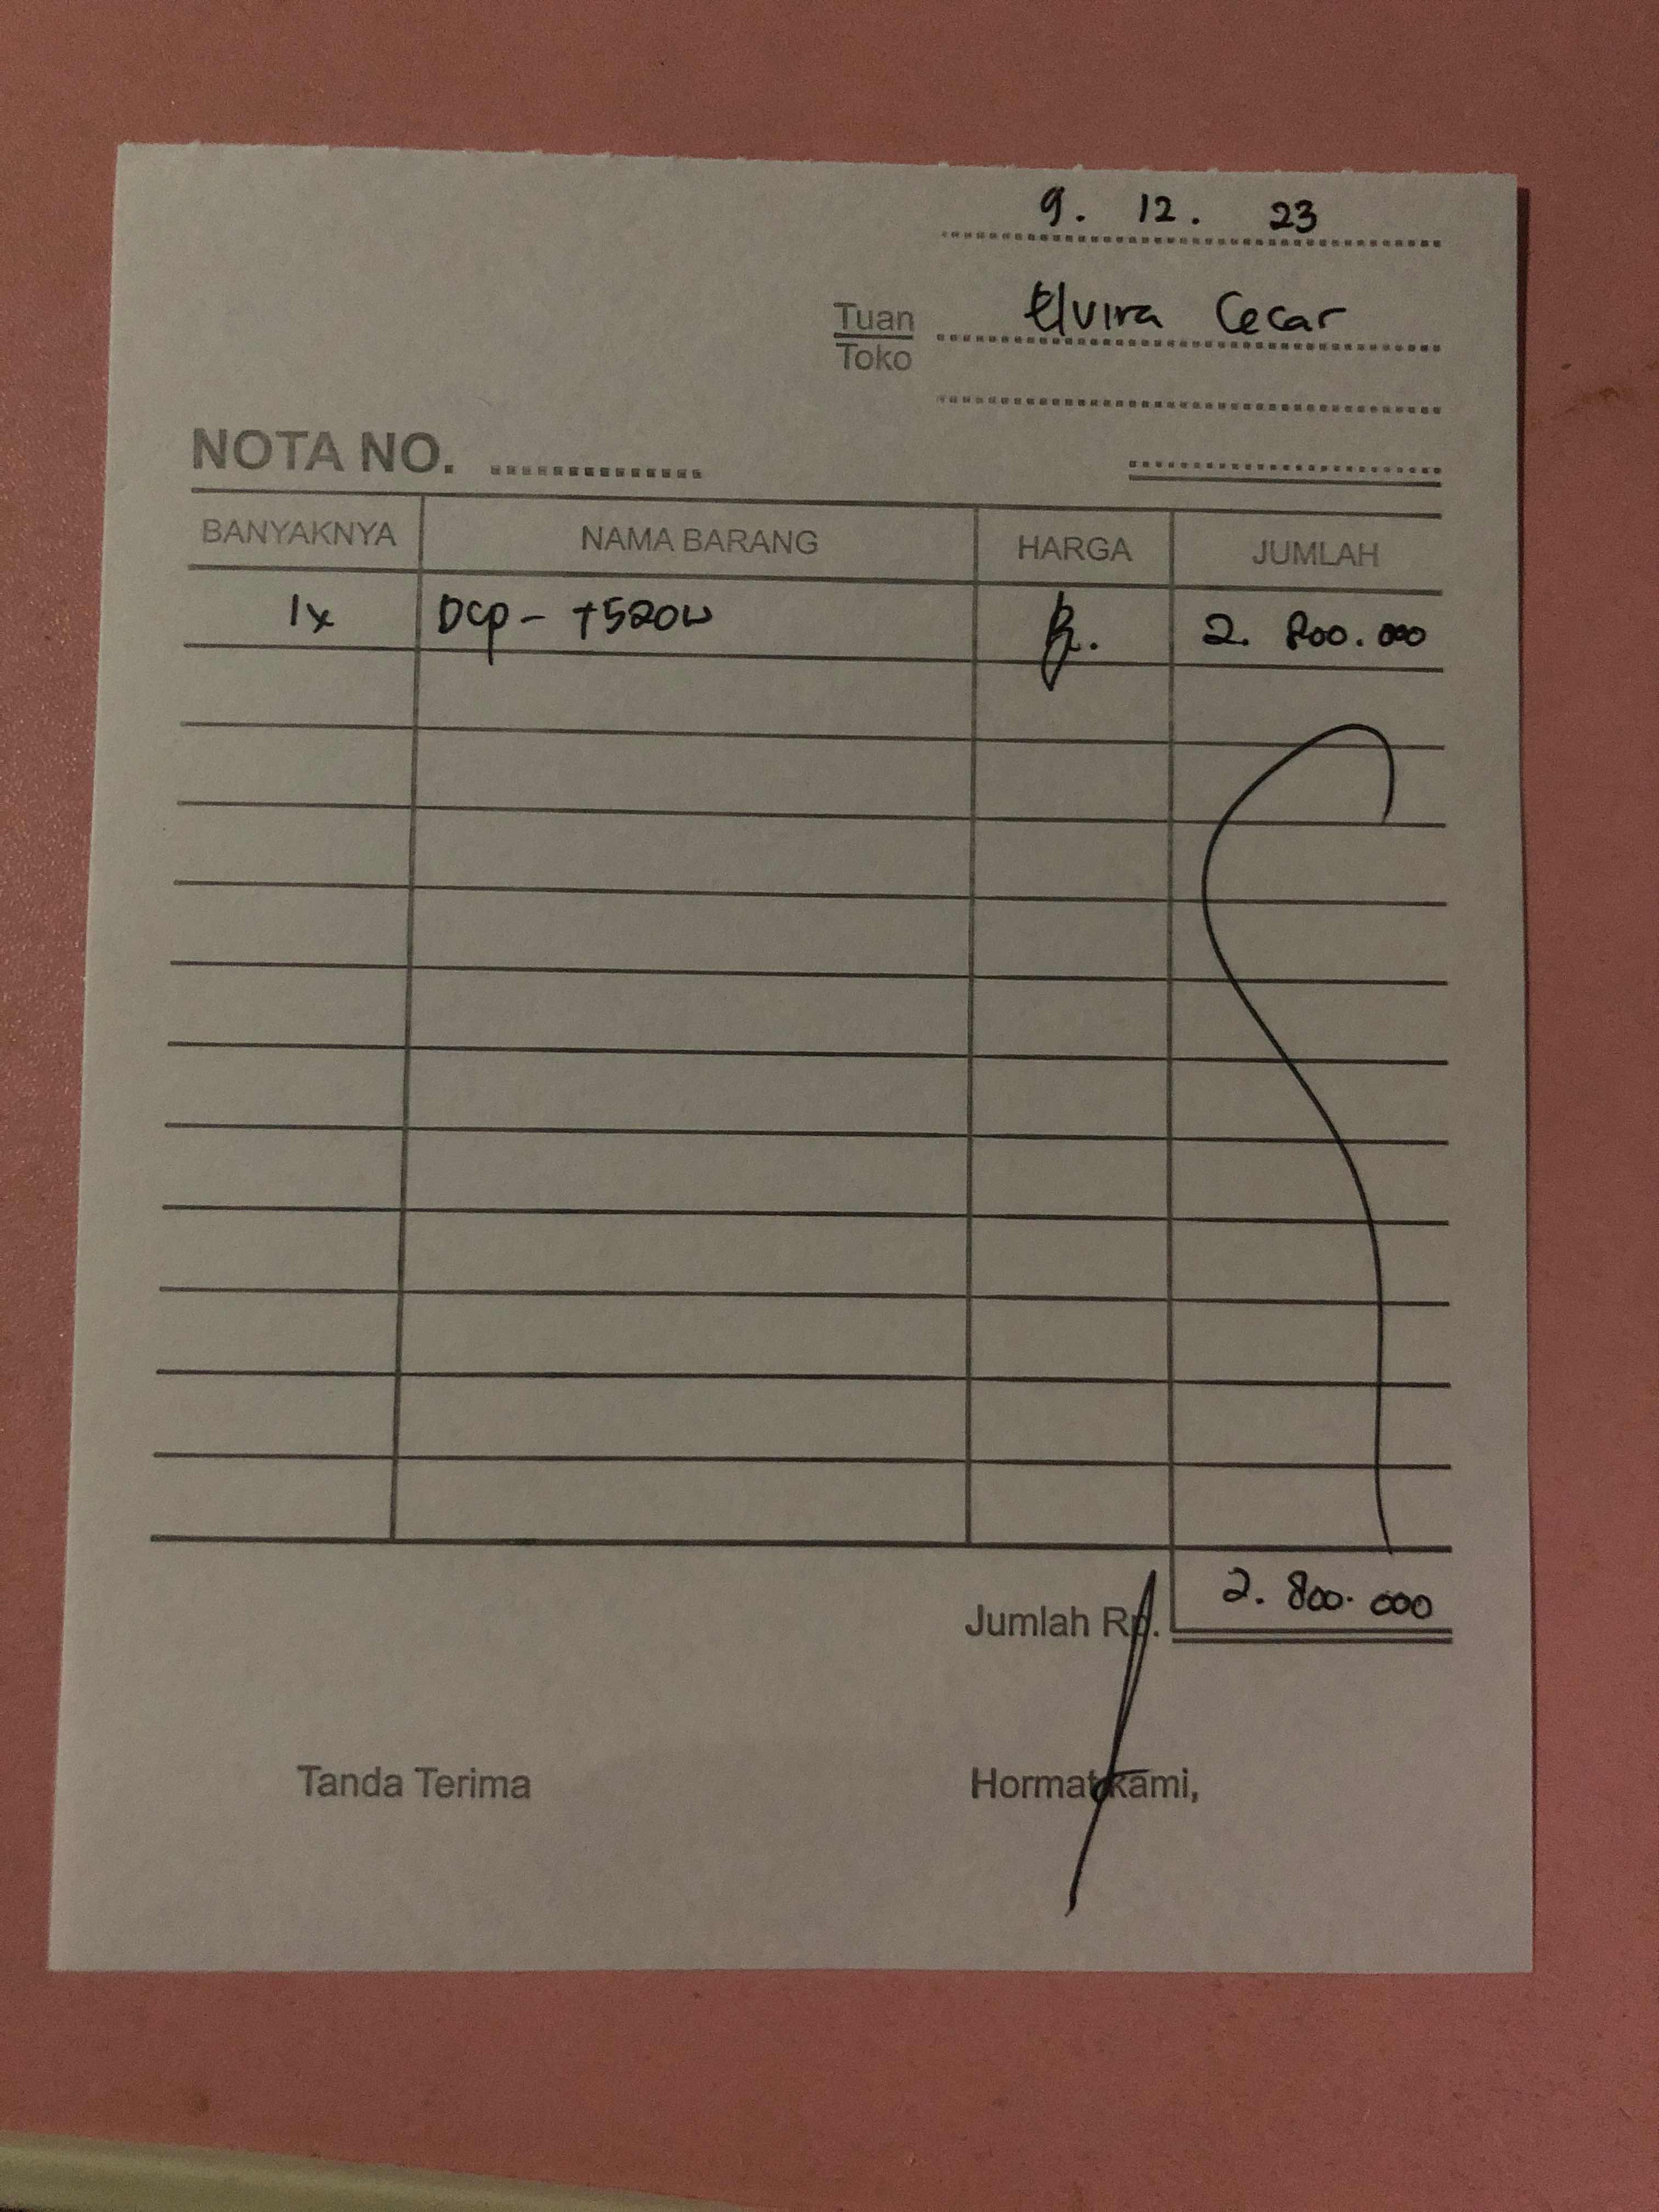 9. 12. 23
Tuan Elvira Cecar
Toko
NOTA NO.
BANYAKNYA NAMA BARANG HARGA JUMLAH
1x DCP - T520W Rp. 2. 800.000
Jumlah Rp. 2. 800. 000
Tanda Terima Hormat kami,